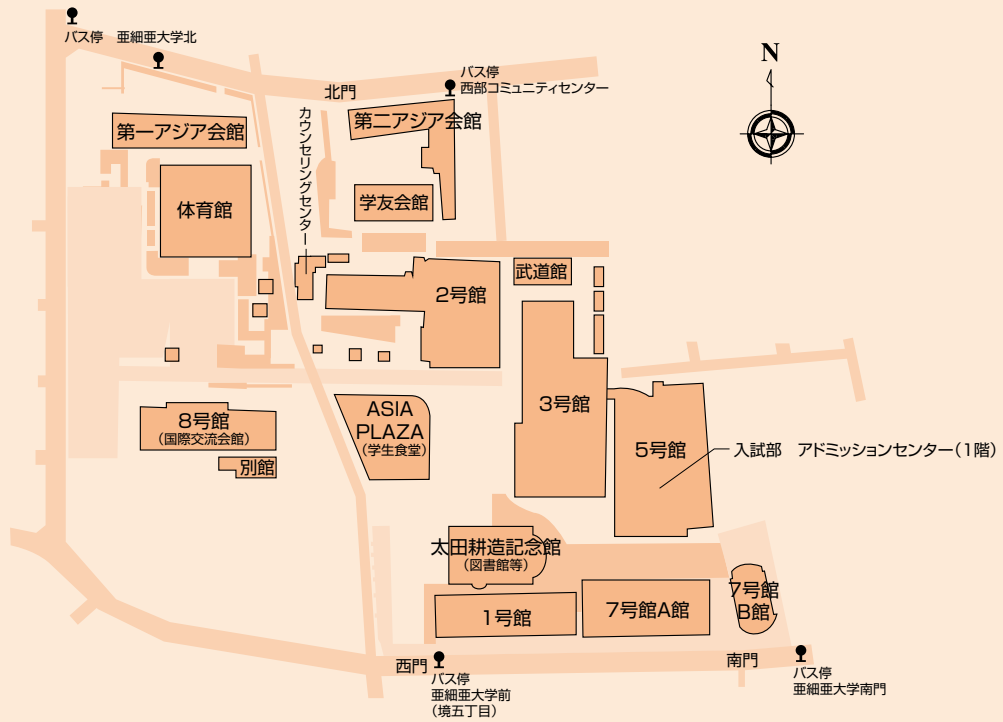 バス停 亜細亜大学北
バス停
西部コミュニティセンター
N
北門
カウンセリングセンター
第一アジア会館
第二アジア会館
体育館
学友会館
武道館
2号館
3号館
ASIA
PLAZA
(学生食堂)
8号館
(国際交流会館)
別館
5号館
入試部 アドミッションセンター(1階)
太田耕造記念館
(図書館等)
1号館
7号館A館
7号館
B館
西門
バス停
亜細亜大学前
(境五丁目)
南門
バス停
亜細亜大学南門